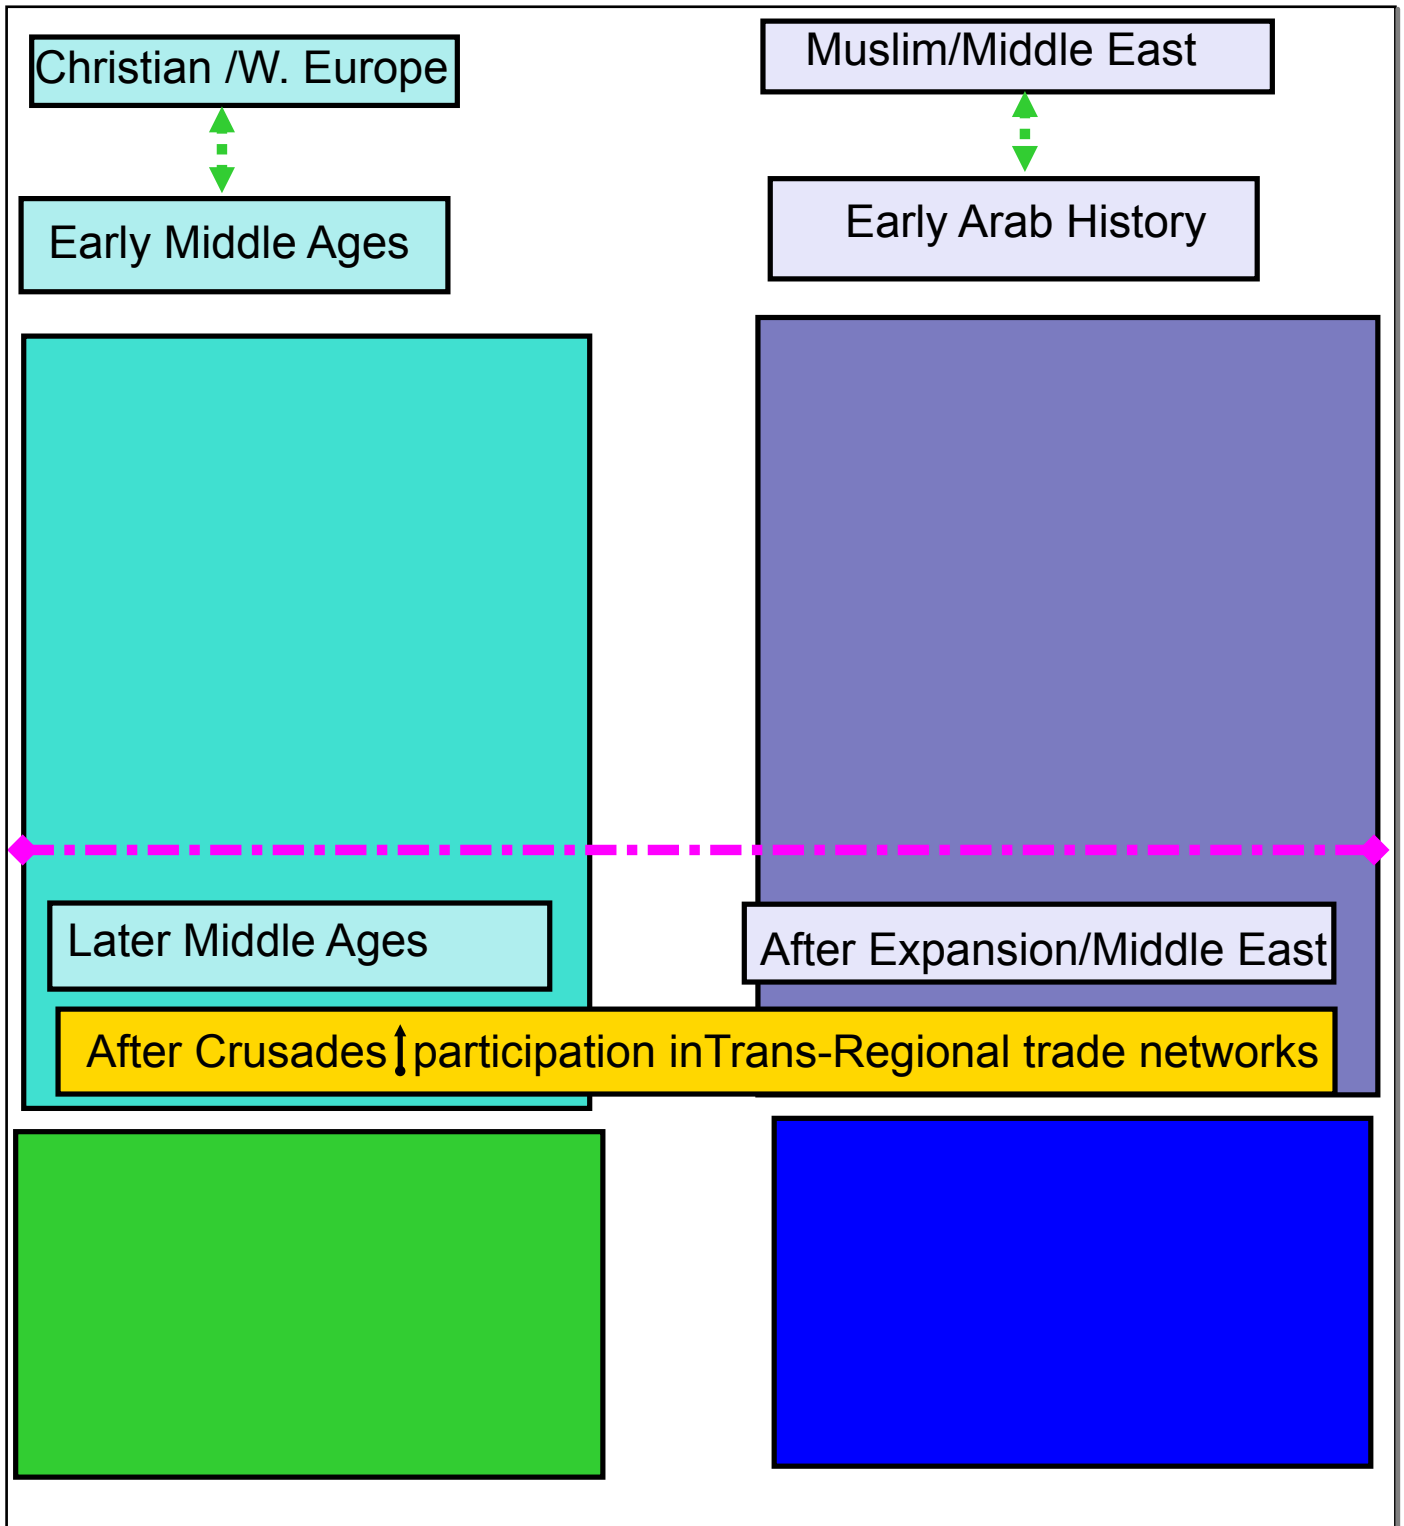 Christian /W. Europe
Muslim/Middle East
Early Middle Ages
Early Arab History
Later Middle Ages
After Expansion/Middle East
After Crusades participation inTrans-Regional trade networks